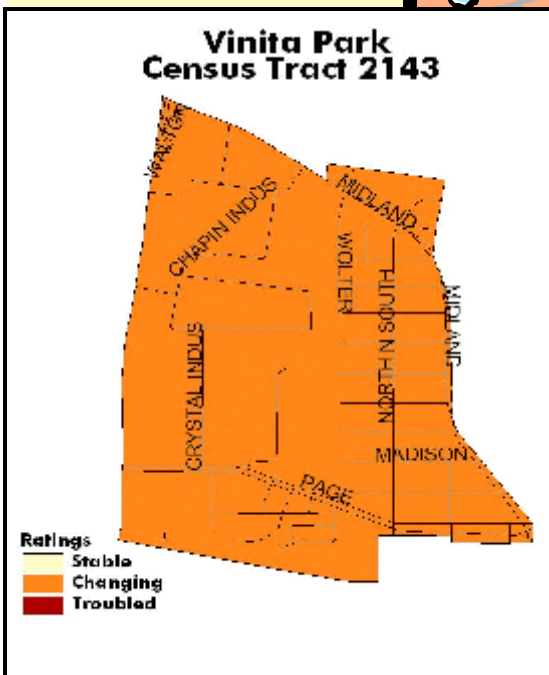 Vinita Park
Census Tract 2143
WALTON
MIDLAND
CHAPIN INDUS
WOLTER
NORTH N SOUTH
MIDLAND
CRYSTAL INDUS
MADISON
PAGE
Ratings
Stable
Changing
Troubled